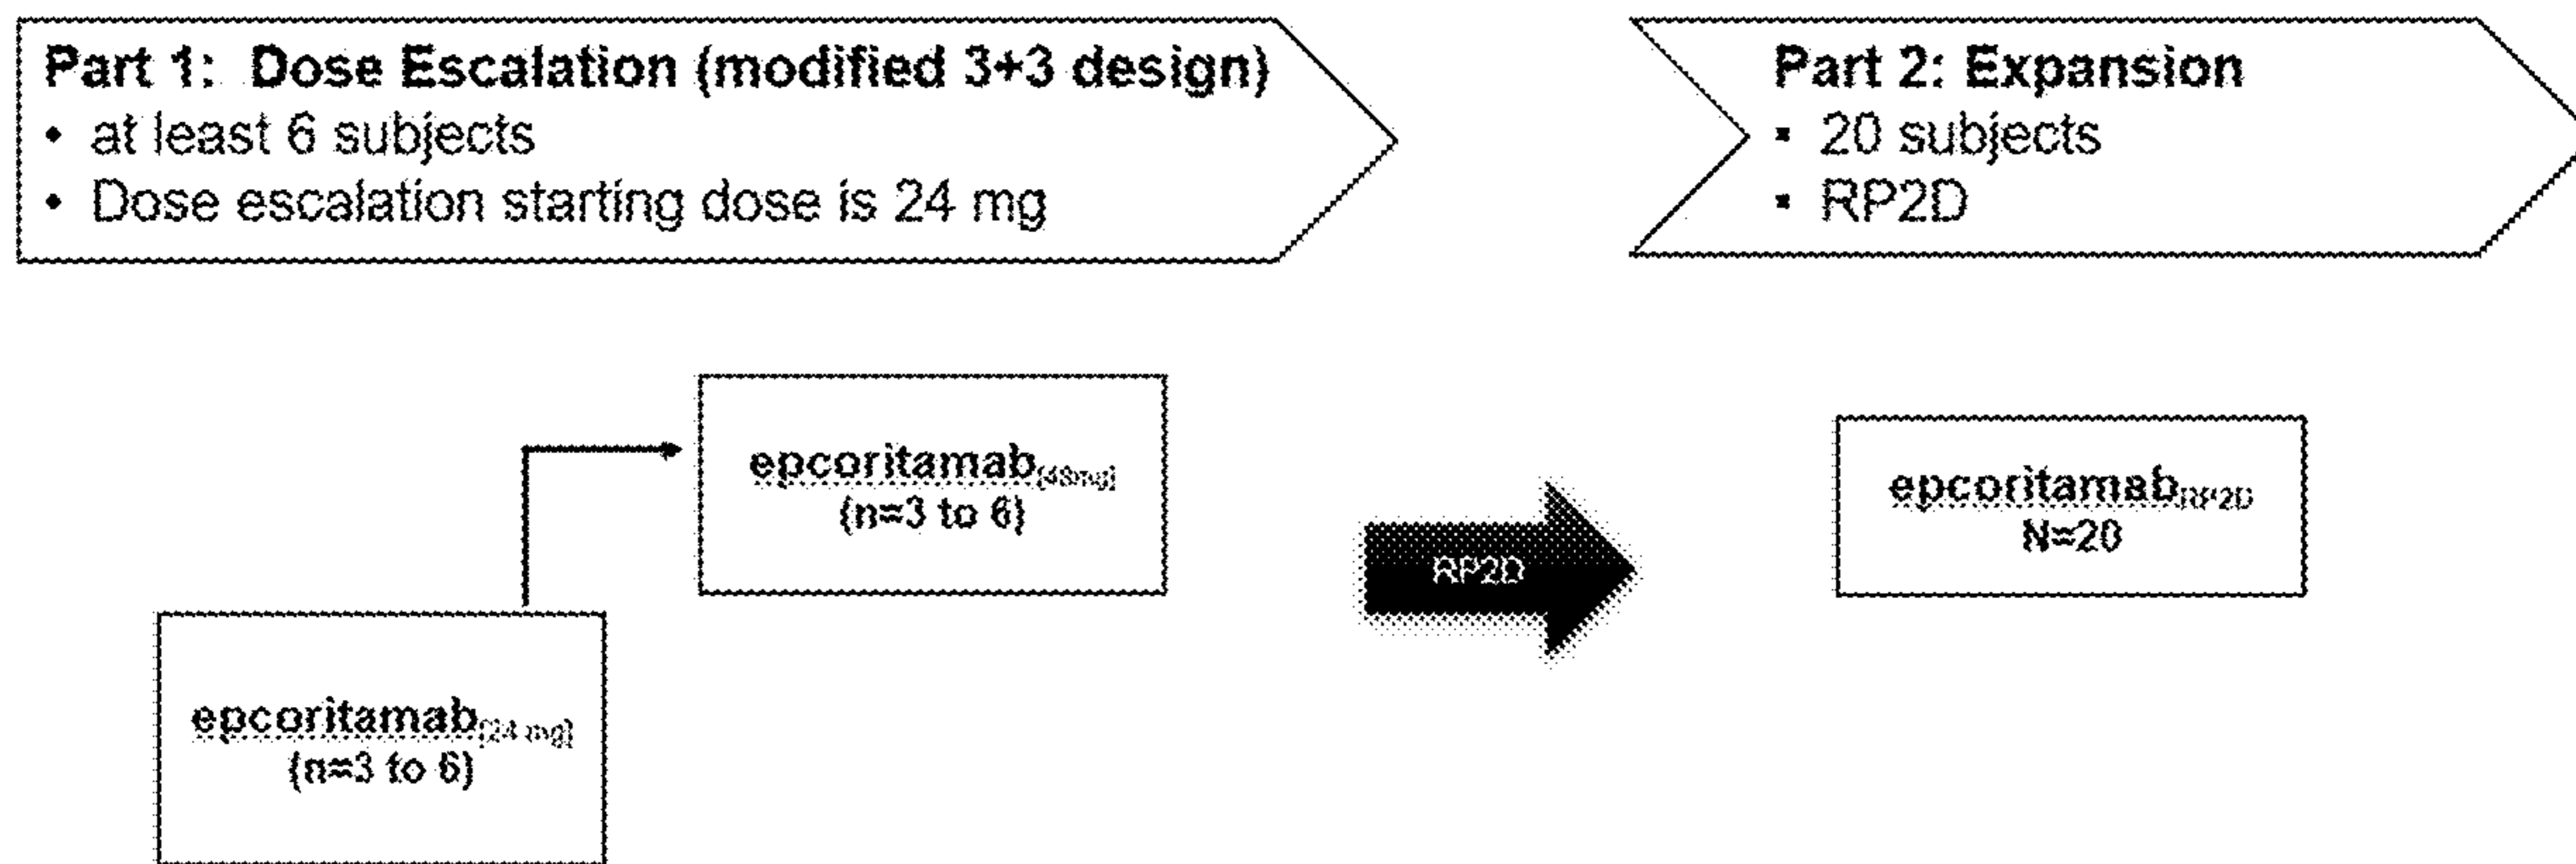 Part 1: Dose Escalation (modified 3+3 design)
• at least 6 subjects
• Dose escalation starting dose is 24 mg
Part 2: Expansion
▪ 20 subjects
▪ RP2D
epcoritamab[48mg]
(n=3 to 6)
epcoritamab[24 mg]
(n=3 to 6)
RP2D
epcoritamabRP2D
N=20